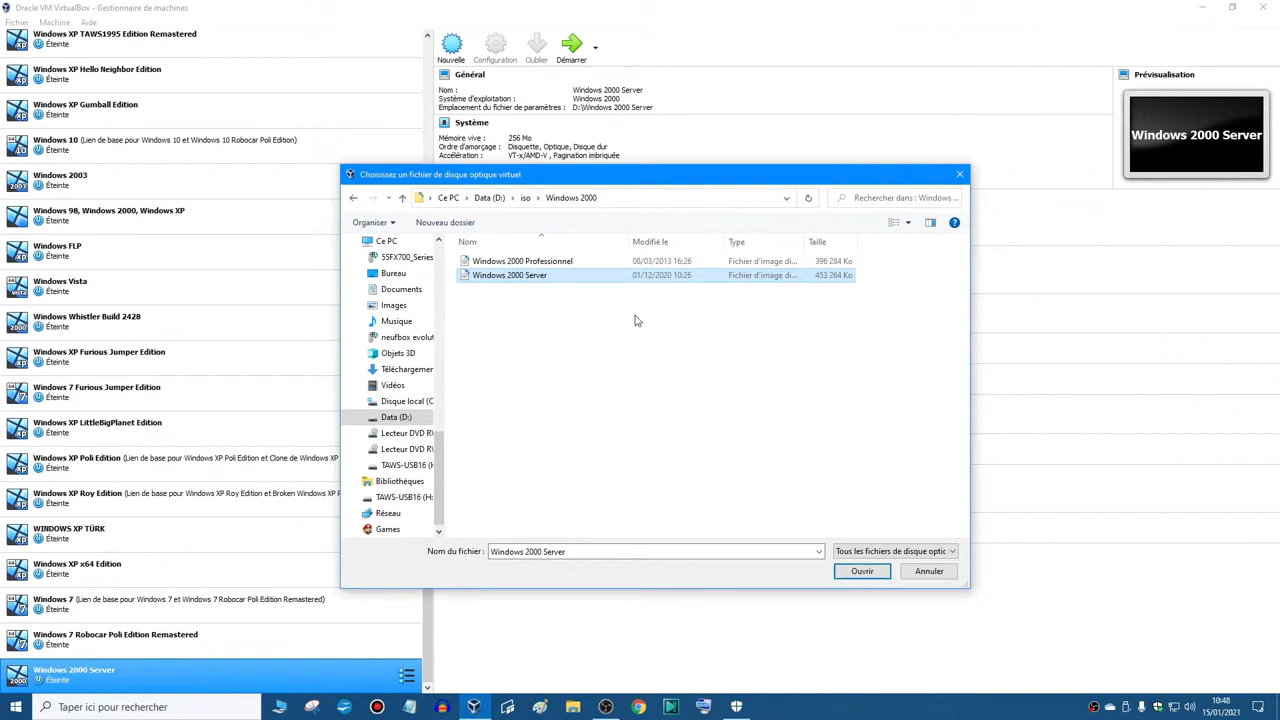 Oracle VM VirtualBox - Gestionnaire de machines
Fichier Machine Aide
Windows XP TAWS1995 Edition Remastered
Éteinte
Windows XP Hello Neighbor Edition
Éteinte
Windows XP Gumball Edition
Éteinte
Windows 10 (Lien de base pour Windows 10 et Windows 10 Robocar Poli Edition)
Éteinte
Windows 2003
Éteinte
Windows 98, Windows 2000, Windows XP
Éteinte
Windows FLP
Éteinte
Windows Vista
Éteinte
Windows Whistler Build 2428
Éteinte
Windows XP Furious Jumper Edition
Éteinte
Windows 7 Furious Jumper Edition
Éteinte
Windows XP LittleBigPlanet Edition
Éteinte
Windows XP Poli Edition (Lien de base pour Windows XP Poli Edition et Clone de Windows XP
Éteinte
Windows XP Roy Edition (Lien de base pour Windows XP Roy Edition et Broken Windows XP
Éteinte
WINDOWS XP TÜRK
Éteinte
Windows XP x64 Edition
Éteinte
Windows 7 (Lien de base pour Windows 7 et Windows 7 Robocar Poli Edition Remastered)
Éteinte
Windows 7 Robocar Poli Edition Remastered
Éteinte
Windows 2000 Server
Éteinte
Nouvelle Configuration Oublier Démarrer
Général
Nom : Windows 2000 Server
Système d'exploitation : Windows 2000
Emplacement du fichier de paramètres : D:\Windows 2000 Server
Système
Mémoire vive : 256 Mo
Ordre d'amorçage : Disquette, Optique, Disque dur
Accélération : VT-x/AMD-V , Pagination imbriquée
Prévisualisation
Windows 2000 Server
Choisissez un fichier de disque optique virtuel
Ce PC Data (D:) iso Windows 2000
Rechercher dans : Windows ...
Organiser Nouveau dossier
Ce PC
55FX700_Series
Bureau
Documents
Images
Musique
neufbox evoluti
Objets 3D
Téléchargemen
Vidéos
Disque local (C
Data (D:)
Lecteur DVD R
Lecteur DVD R
TAWS-USB16 (H
Bibliothèques
TAWS-USB16 (H:
Réseau
Games
Nom Modifié le Type Taille
Windows 2000 Professionnel 08/03/2013 16:26 Fichier d'image di... 396 284 Ko
Windows 2000 Server 01/12/2020 10:26 Fichier d'image di... 453 264 Ko
Nom du fichier : Windows 2000 Server Tous les fichiers de disque optic
Ouvrir Annuler
Taper ici pour rechercher
10:48
15/01/2021